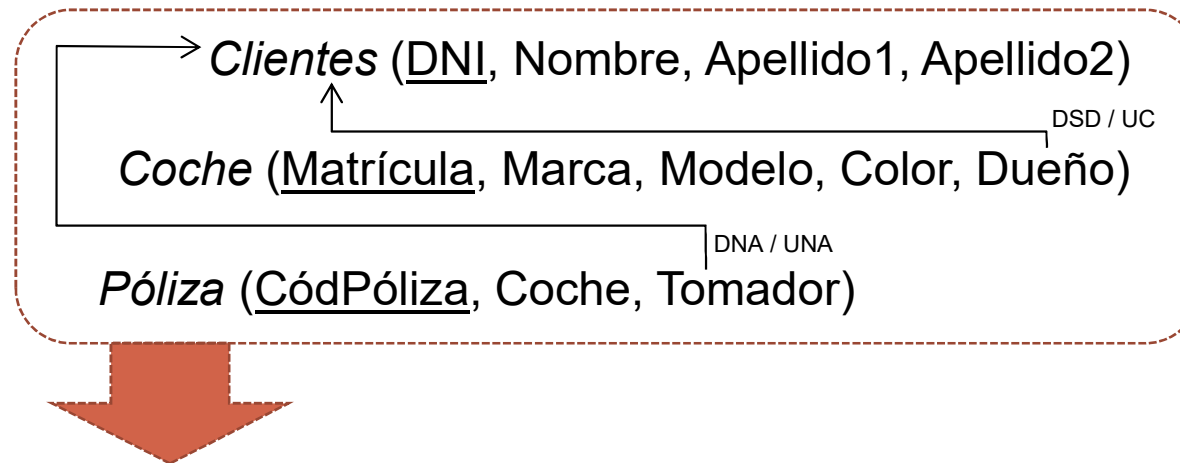 Clientes (DNI, Nombre, Apellido1, Apellido2)
DSD / UC
Coche (Matrícula, Marca, Modelo, Color, Dueño)
DNA / UNA
Póliza (CódPóliza, Coche, Tomador)